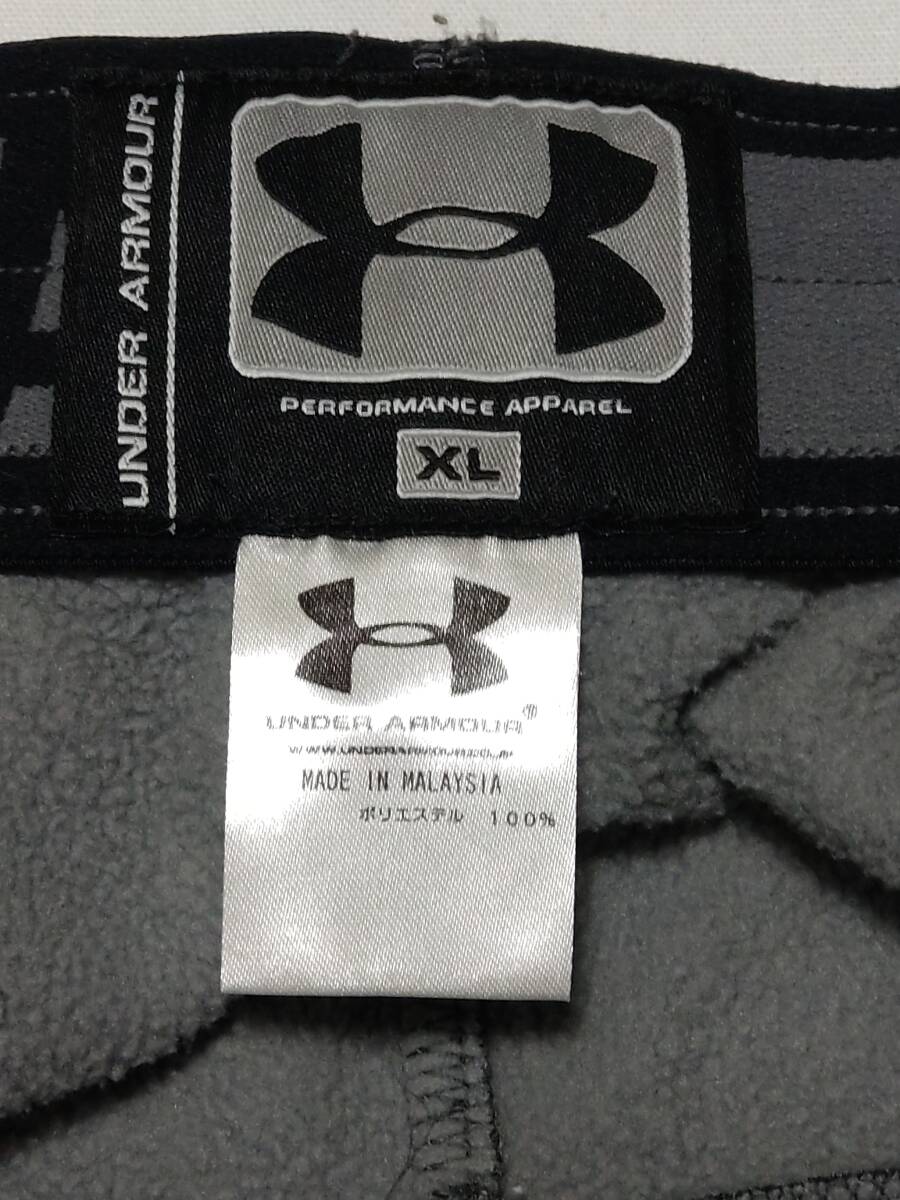 UNDER ARMOUR
PERFORMANCE APPAREL
XL
UNDER ARMOUR®
MADE IN MALAYSIA
ポリエステル 100%